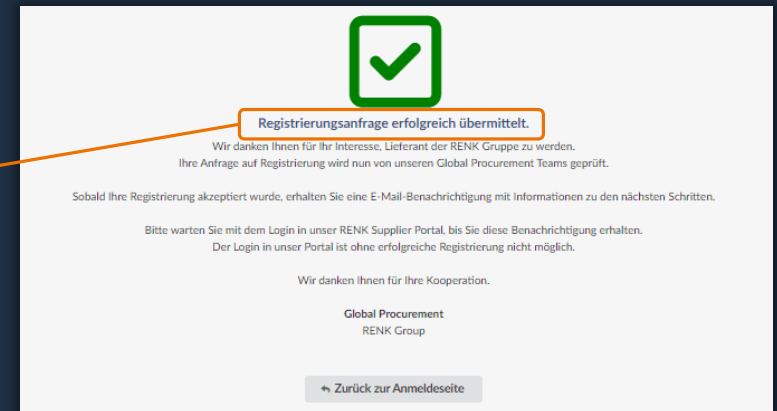 Registrierungsanfrage erfolgreich übermittelt.
Wir danken Ihnen für Ihr Interesse, Lieferant der RENK Gruppe zu werden.
Ihre Anfrage auf Registrierung wird nun von unseren Global Procurement Teams geprüft.
Sobald Ihre Registrierung akzeptiert wurde, erhalten Sie eine E-Mail-Benachrichtigung mit Informationen zu den nächsten Schritten.
Bitte warten Sie mit dem Login in unser RENK Supplier Portal, bis Sie diese Benachrichtigung erhalten.
Der Login in unser Portal ist ohne erfolgreiche Registrierung nicht möglich.
Wir danken Ihnen für Ihre Kooperation.
Global Procurement
RENK Group
Zurück zur Anmeldeseite